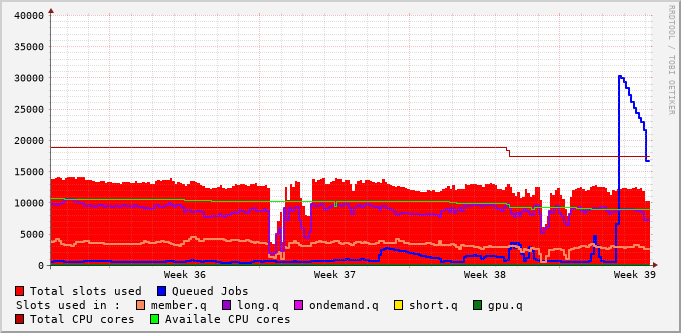 40000
35000
30000
25000
20000
15000
10000
5000
0
Week 36 Week 37 Week 38 Week 39
RRDTOOL / TOBI OETIKER
Total slots used Queued Jobs
Slots used in : member.q long.q ondemand.q short.q gpu.q
Total CPU cores Availale CPU cores